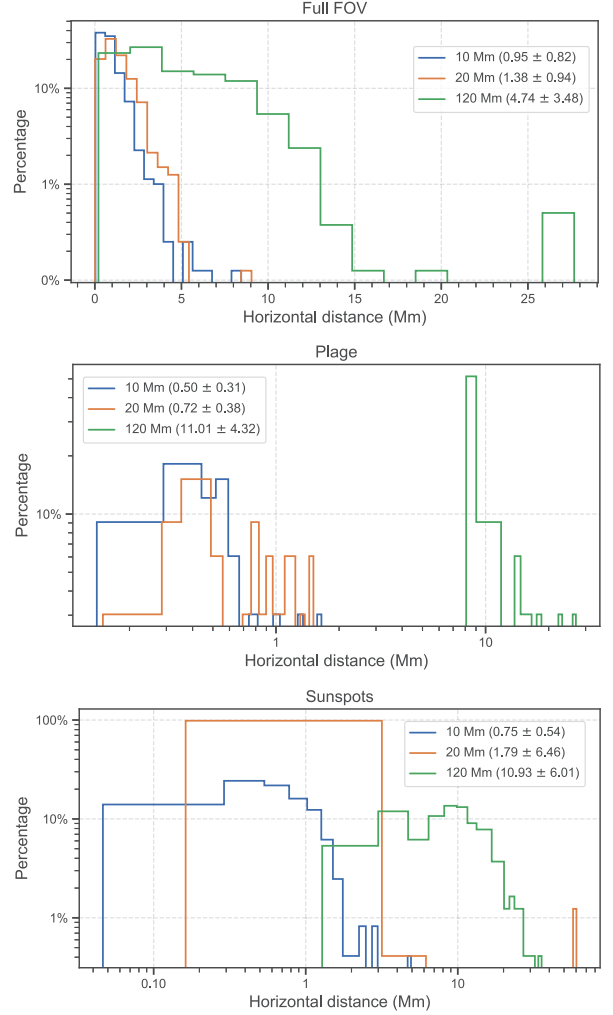 Full FOV
10 Mm (0.95 ± 0.82)
20 Mm (1.38 ± 0.94)
120 Mm (4.74 ± 3.48)
Percentage
10%
1%
0%
0
5
10
15
20
25
Horizontal distance (Mm)
Plage
10 Mm (0.50 ± 0.31)
20 Mm (0.72 ± 0.38)
120 Mm (11.01 ± 4.32)
Percentage
10%
1
10
Horizontal distance (Mm)
Sunspots
100%
10 Mm (0.75 ± 0.54)
20 Mm (1.79 ± 6.46)
120 Mm (10.93 ± 6.01)
Percentage
10%
1%
0.10
1
10
Horizontal distance (Mm)